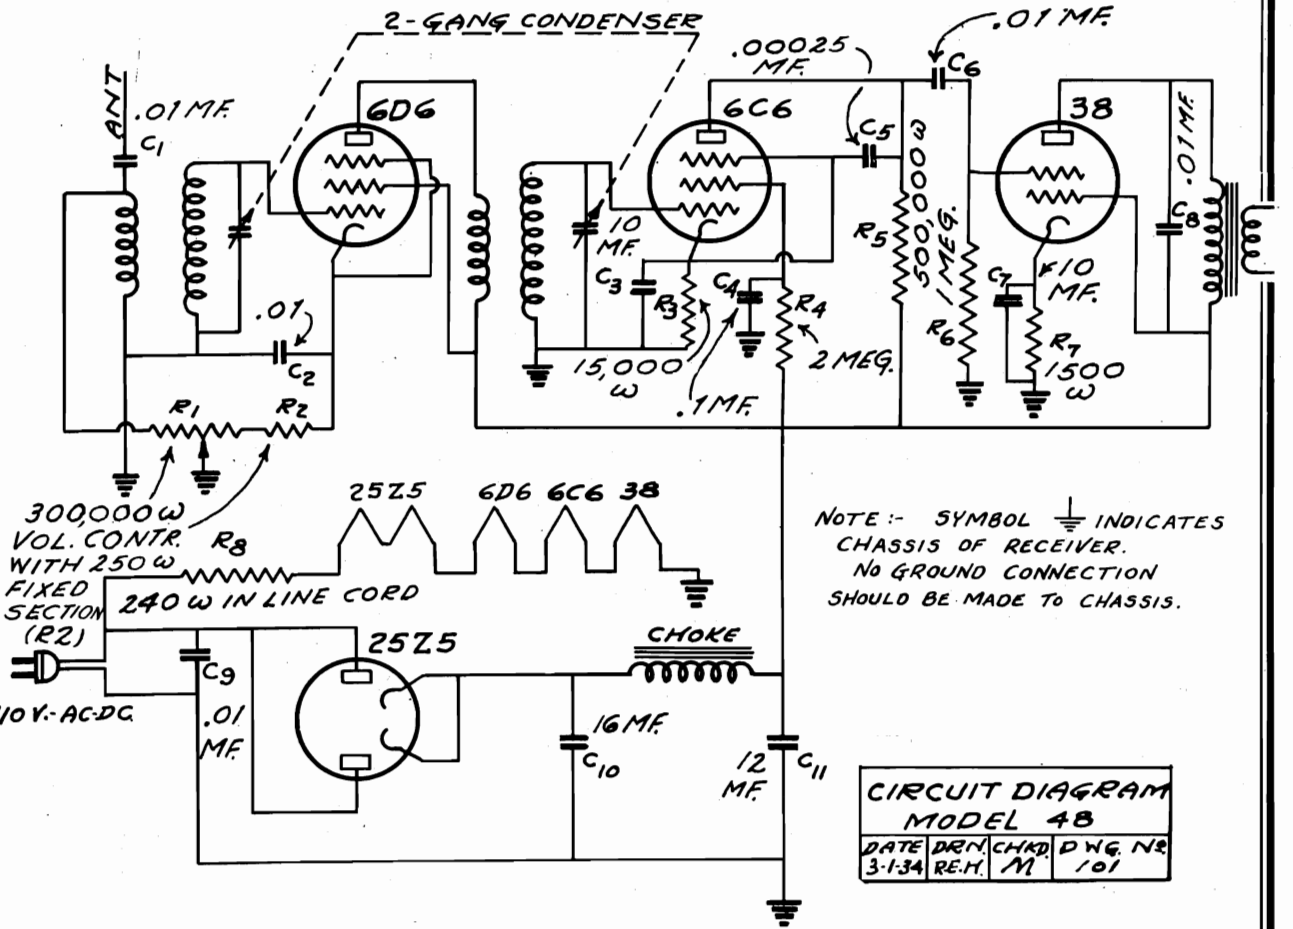 2-GANG CONDENSER
ANT
.01 MF.
C1
6D6
.00025
MF.
6C6
C5
.01 MF.
C6
38
.01 MF.
C8
10
MF.
C3
R3
15,000
ω
C4
.1MF.
R4
2 MEG.
R5
500,000 ω
1 MEG.
R6
C7
10
MF.
R7
1500
ω
.01
C2
R1
R2
300,000 ω
VOL. CONTR.
WITH 250 ω
FIXED
SECTION
(R2)
R8
240 ω IN LINE CORD
25Z5
6D6
6C6
38
NOTE :- SYMBOL INDICATES
CHASSIS OF RECEIVER.
NO GROUND CONNECTION
SHOULD BE MADE TO CHASSIS.
10V.-AC-DC.
C9
.01
MF.
25Z5
CHOKE
16 MF.
C10
12
MF.
C11
CIRCUIT DIAGRAM
MODEL 48
DATE DRN. CHKD. DWG. No
3-1-34 R.E.H. M 101